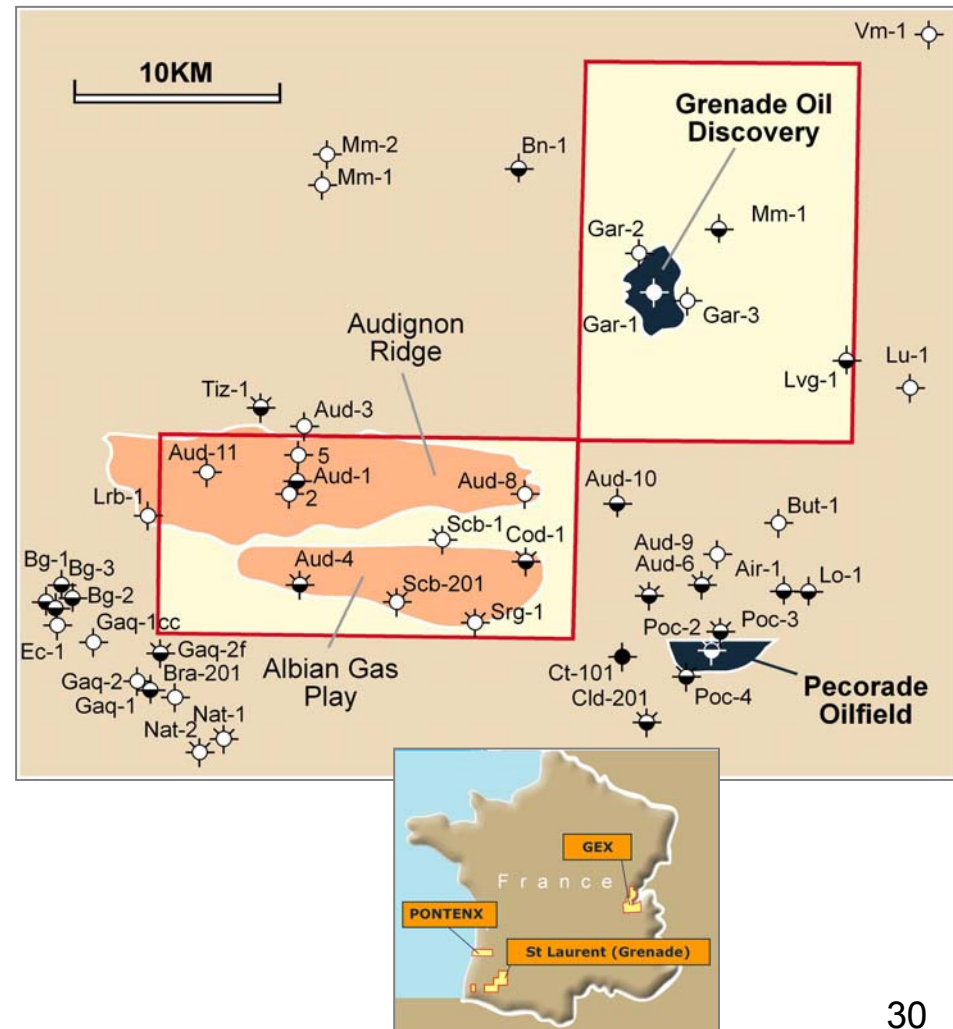 Vm-1
10KM
Grenade Oil
Discovery
Mm-2
Mm-1
Bn-1
Mm-1
Gar-2
Gar-1
Gar-3
Audignon
Ridge
Lvg-1
Lu-1
Tiz-1
Aud-3
Aud-11
5
Aud-1
2
Aud-8
Aud-10
Lrb-1
But-1
Scb-1
Cod-1
Aud-9
Aud-6
Air-1
Lo-1
Bg-1
Bg-3
Bg-2
Aud-4
Scb-201
Srg-1
Poc-3
Poc-2
Gaq-1cc
Ec-1
Gaq-2f
Albian Gas
Play
Ct-101
Poc-4
Pecorade
Oilfield
Gaq-2
Bra-201
Gaq-1
Cld-201
Nat-1
Nat-2
GEX
France
PONTENX
St Laurent (Grenade)
30